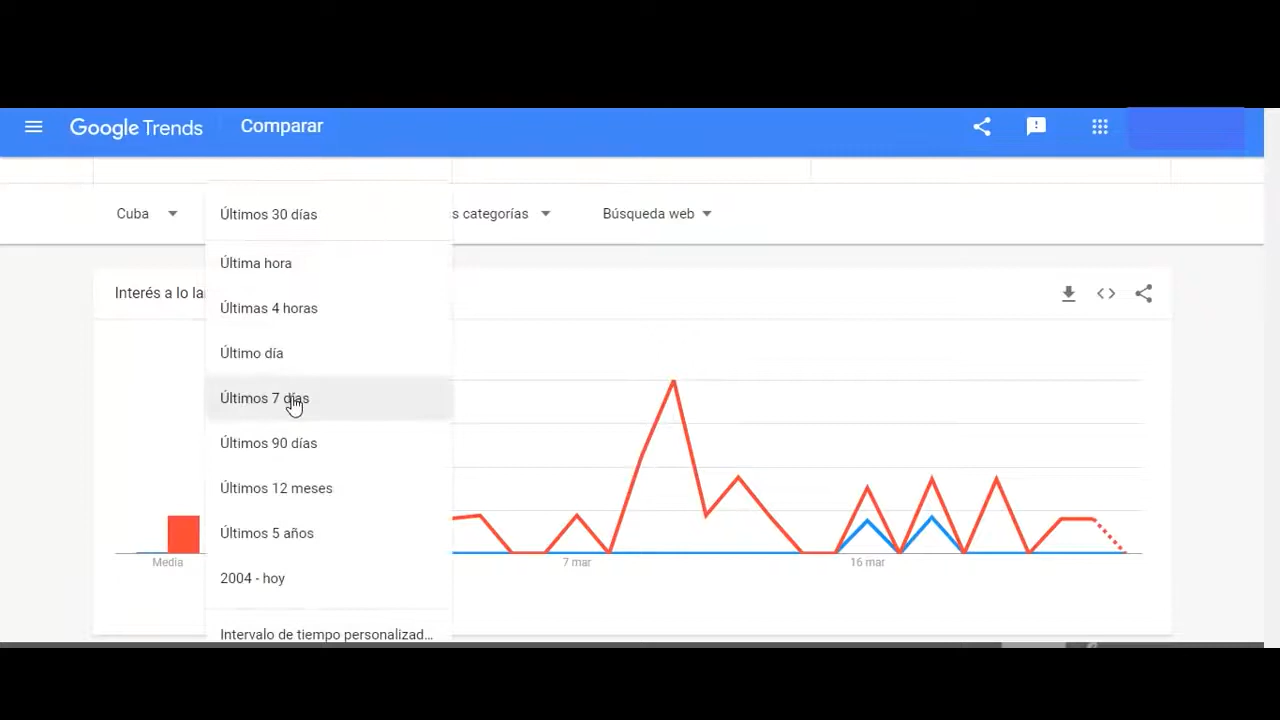 Google Trends Comparar
Cuba
Últimos 30 días
s categorías
Búsqueda web
Última hora
Interés a lo la
Últimas 4 horas
Último día
Últimos 7 días
Últimos 90 días
Últimos 12 meses
Últimos 5 años
2004 - hoy
Intervalo de tiempo personalizad...
Media
7 mar
16 mar